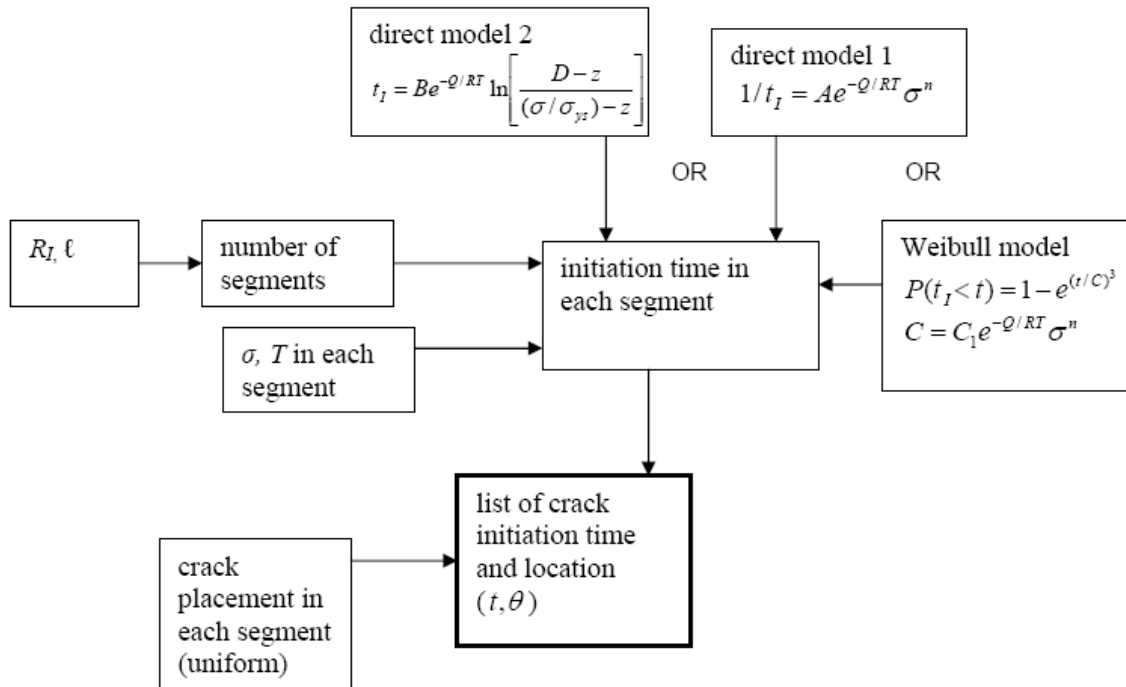 direct model 2
t_I = Be^{-Q/RT} ln[(D − z)/((σ/σ_ys) − z)]
direct model 1
1/t_I = Ae^{-Q/RT} σ^n
OR
OR
R_I, ℓ
number of
segments
initiation time in
each segment
Weibull model
P(t_I < t) = 1 − e^{(t/C)^3}
C = C_1 e^{-Q/RT} σ^n
σ, T in each
segment
list of crack
initiation time
and location
(t, θ)
crack
placement in
each segment
(uniform)